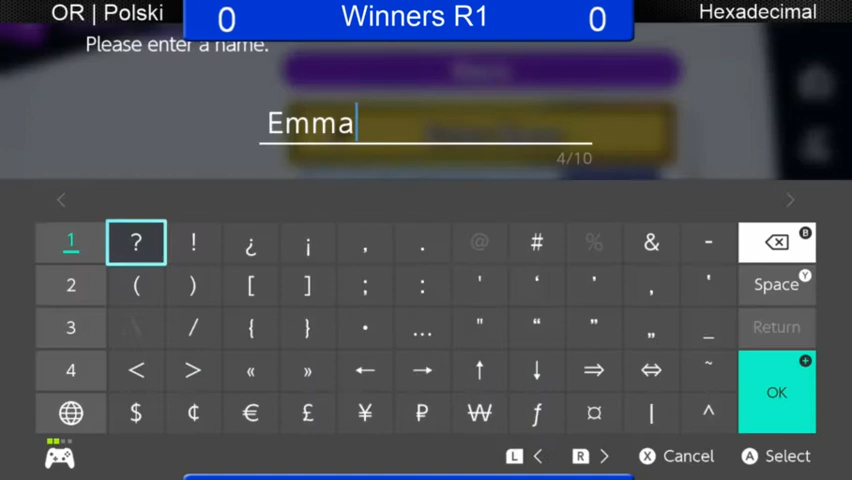 OR | Polski 0 Winners R1 0 Hexadecimal
Please enter a name.
Emma
4/10
1 ? ! ¿ ¡ , . @ # % & - B
2 ( ) [ ] ; : ' ‘ ’ ‚ ' Space Y
3 \ / { } · … " “ ” „ _ Return
4 < > « » ← → ↑ ↓ ⇒ ⇔ ~ OK +
$ ¢ € £ ¥ ₽ ₩ ƒ ¤ | ^
L < R > X Cancel A Select